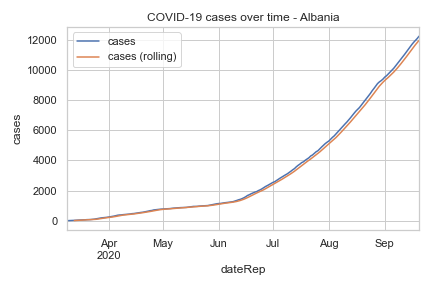 COVID-19 cases over time - Albania
cases
cases (rolling)
12000
10000
8000
6000
4000
2000
0
cases
Apr
2020
May
Jun
Jul
Aug
Sep
dateRep